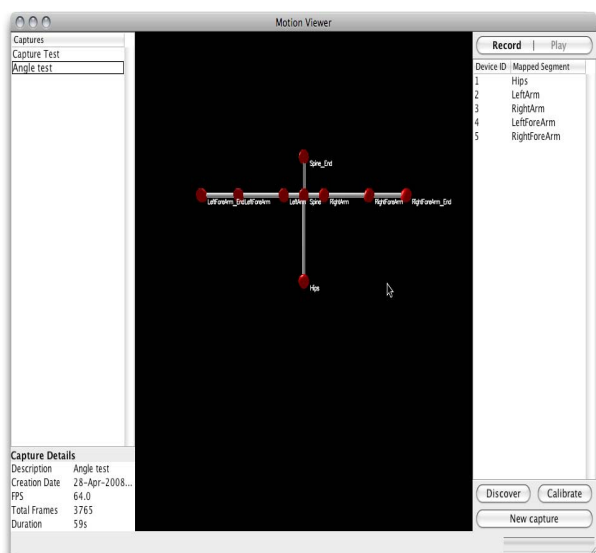 Motion Viewer
Captures
Capture Test
Angle test
Record | Play
Device ID Mapped Segment
1 Hips
2 LeftArm
3 RightArm
4 LeftForeArm
5 RightForeArm
Spine_End
LeftForeArm_End LeftForeArm LeftArm Spine RightArm RightForeArm RightForeArm_End
Hips
Capture Details
Description Angle test
Creation Date 28-Apr-2008...
FPS 64.0
Total Frames 3765
Duration 59s
Discover Calibrate
New capture